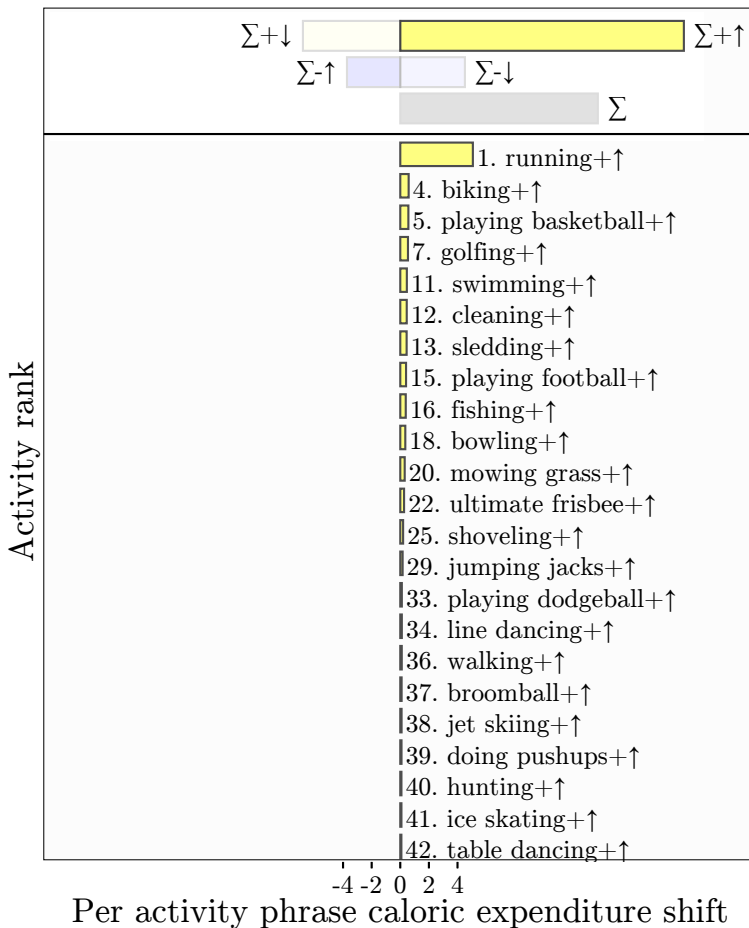 Σ+↓ Σ+↑
Σ-↑ Σ-↓
Σ
1. running+↑
4. biking+↑
5. playing basketball+↑
7. golfing+↑
11. swimming+↑
12. cleaning+↑
13. sledding+↑
15. playing football+↑
16. fishing+↑
18. bowling+↑
20. mowing grass+↑
22. ultimate frisbee+↑
25. shoveling+↑
29. jumping jacks+↑
33. playing dodgeball+↑
34. line dancing+↑
36. walking+↑
37. broomball+↑
38. jet skiing+↑
39. doing pushups+↑
40. hunting+↑
41. ice skating+↑
42. table dancing+↑
Activity rank
-4 -2 0 2 4
Per activity phrase caloric expenditure shift